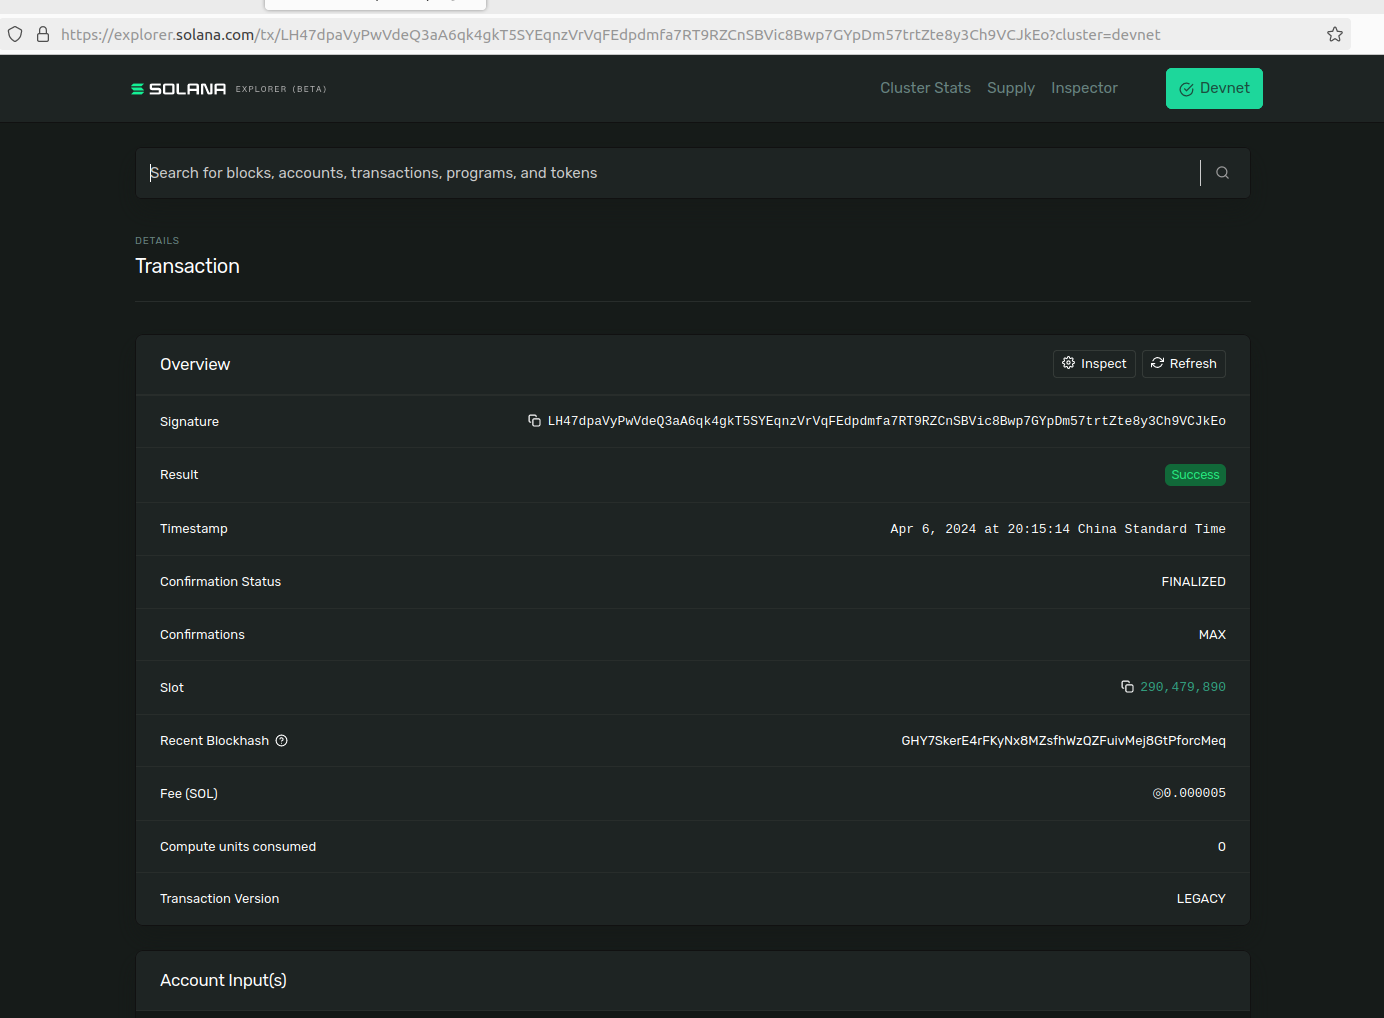 https://explorer.solana.com/tx/LH47dpaVyPwVdeQ3aA6qk4gkT5SYEqnzVrVqFEdpdmfa7RT9RZCnSBVic8Bwp7GYpDm57trtZte8y3Ch9VCJkEo?cluster=devnet
SOLANA EXPLORER (BETA)
Cluster Stats Supply Inspector Devnet
Search for blocks, accounts, transactions, programs, and tokens
DETAILS
Transaction
Overview Inspect Refresh
Signature LH47dpaVyPwVdeQ3aA6qk4gkT5SYEqnzVrVqFEdpdmfa7RT9RZCnSBVic8Bwp7GYpDm57trtZte8y3Ch9VCJkEo
Result Success
Timestamp Apr 6, 2024 at 20:15:14 China Standard Time
Confirmation Status FINALIZED
Confirmations MAX
Slot 290,479,890
Recent Blockhash GHY7SkerE4rFKyNx8MZsfhWzQZFuivMej8GtPforcMeq
Fee (SOL) ◎0.000005
Compute units consumed 0
Transaction Version LEGACY
Account Input(s)